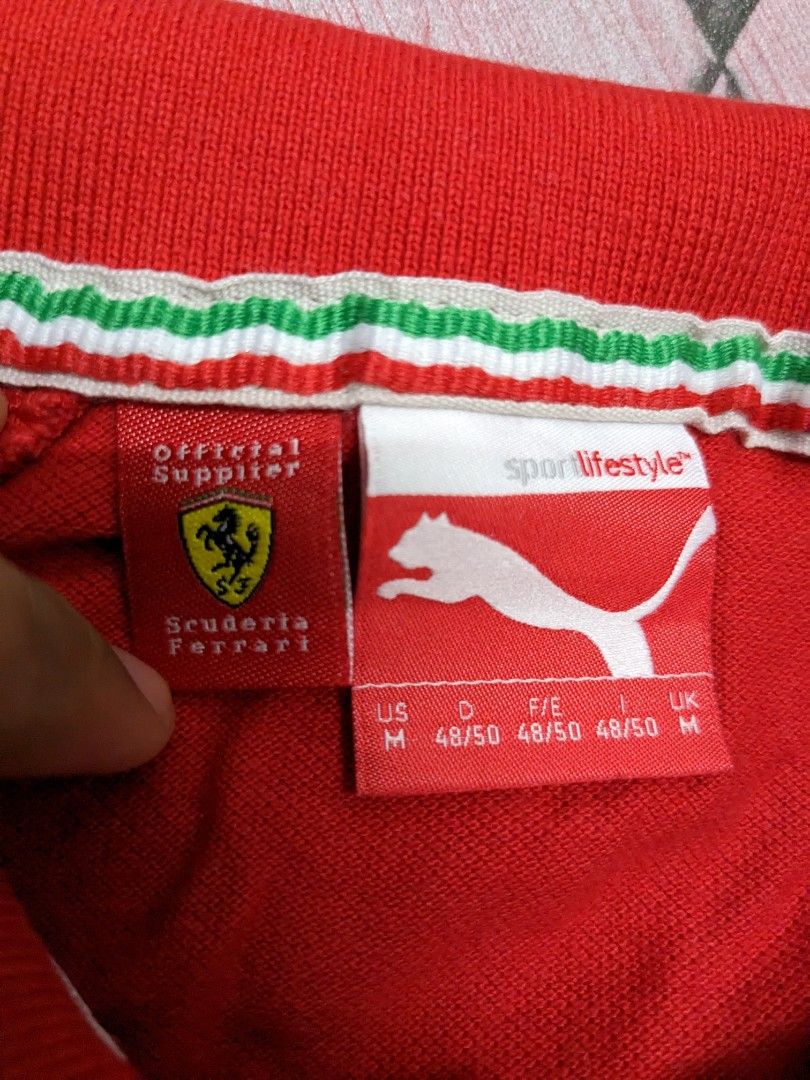 Official
Supplier
S F
Scuderia
Ferrari
sportlifestyle™
US D F/E I UK
M 48/50 48/50 48/50 M